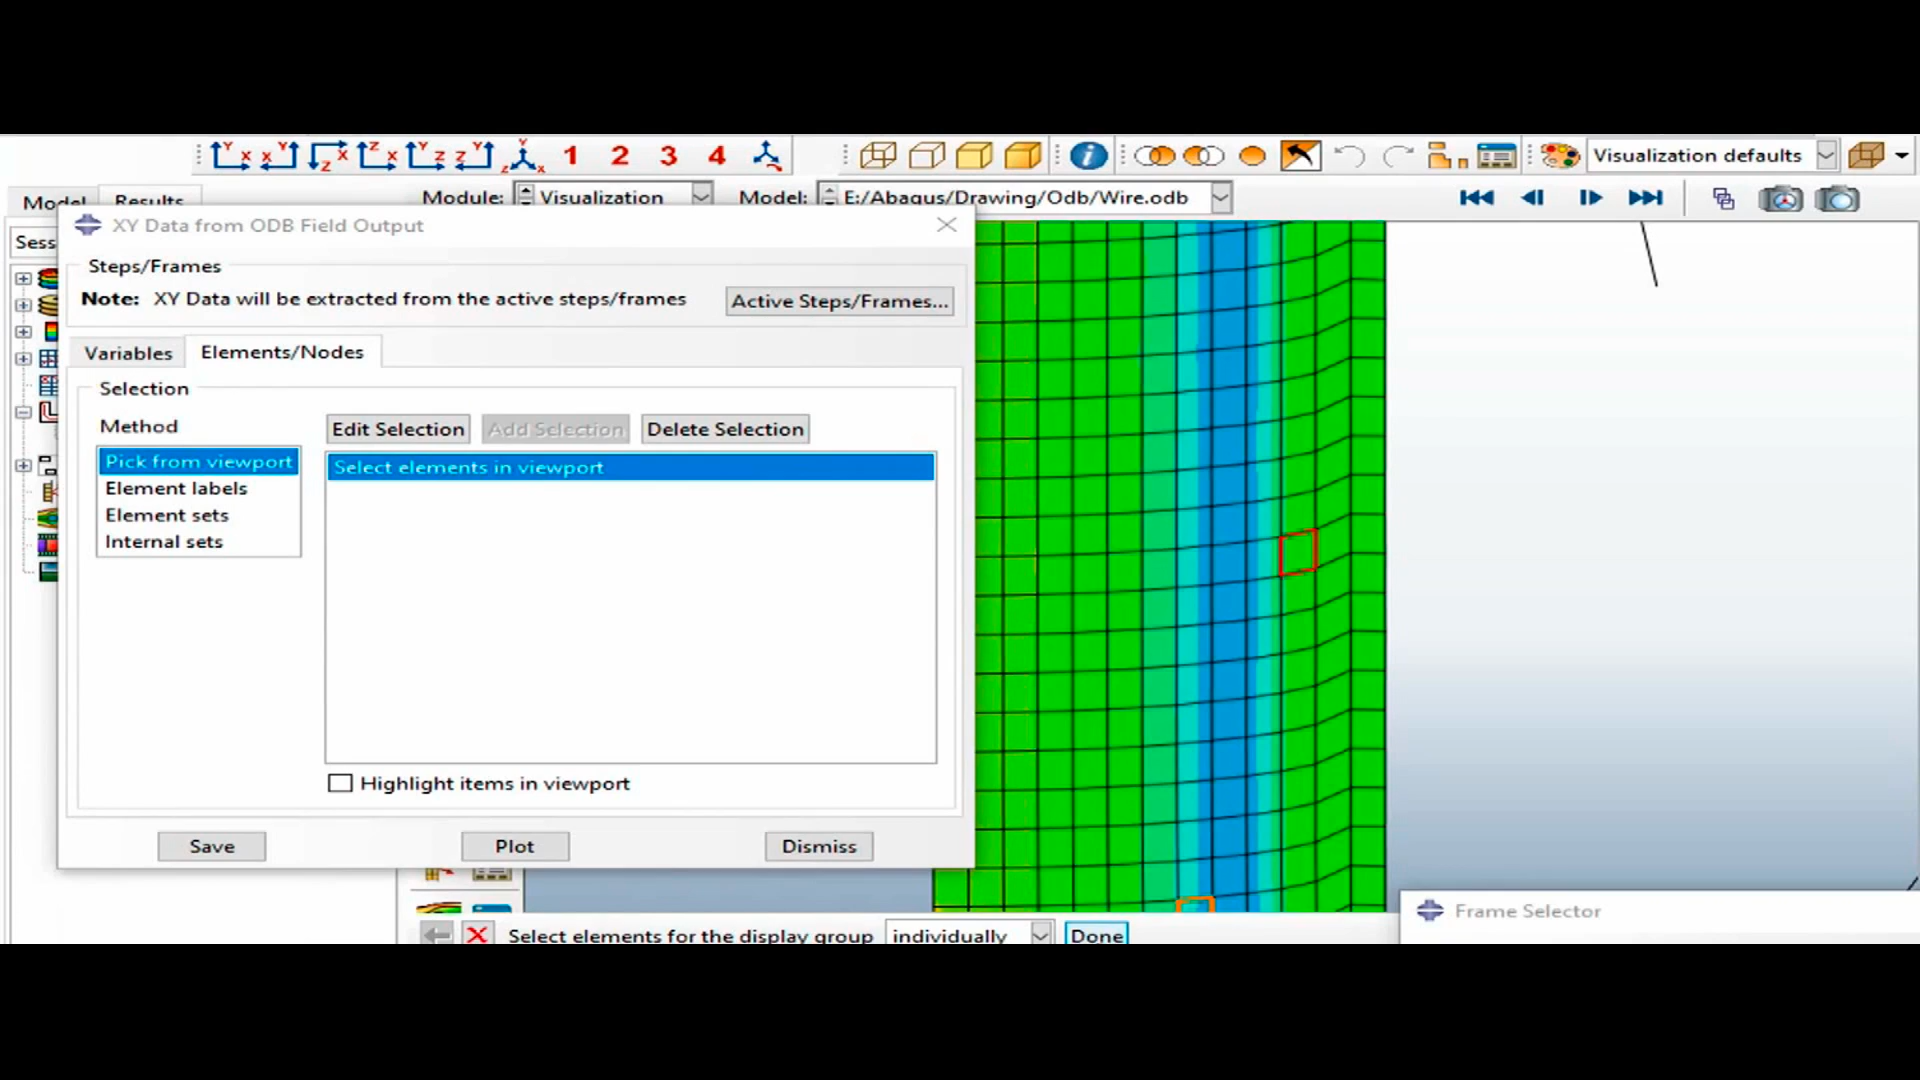 1 2 3 4
Visualization defaults
Model Results
Module: Visualization Model: E:/Abaqus/Drawing/Odb/Wire.odb
Sess
XY Data from ODB Field Output
Steps/Frames
Note: XY Data will be extracted from the active steps/frames
Active Steps/Frames...
Variables Elements/Nodes
Selection
Method
Edit Selection Add Selection Delete Selection
Pick from viewport
Element labels
Element sets
Internal sets
Select elements in viewport
Highlight items in viewport
Save Plot Dismiss
Frame Selector
Select elements for the display group individually Done